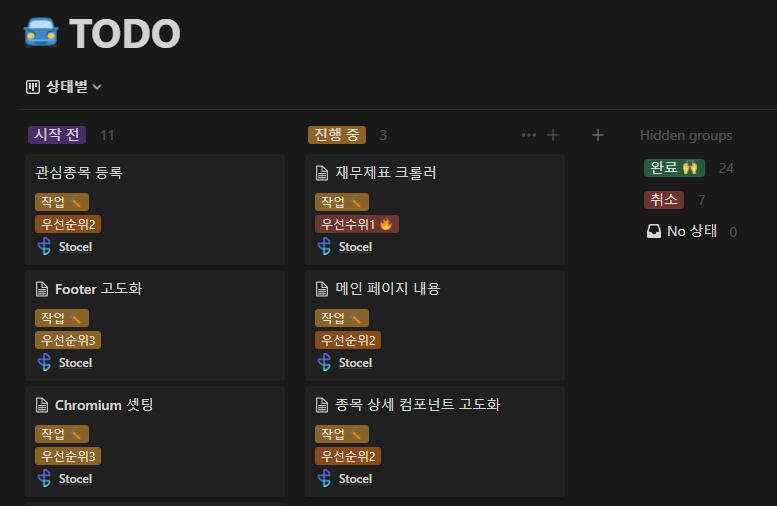 TODO
상태별
시작 전 11
진행 중 3
Hidden groups
관심종목 등록
작업
우선순위2
Stocel
Footer 고도화
작업
우선순위3
Stocel
Chromium 셋팅
작업
우선순위3
Stocel
재무제표 크롤러
작업
우선수위1 🔥
Stocel
메인 페이지 내용
작업
우선순위2
Stocel
종목 상세 컴포넌트 고도화
작업
우선순위2
Stocel
완료 🙌 24
취소 7
No 상태 0